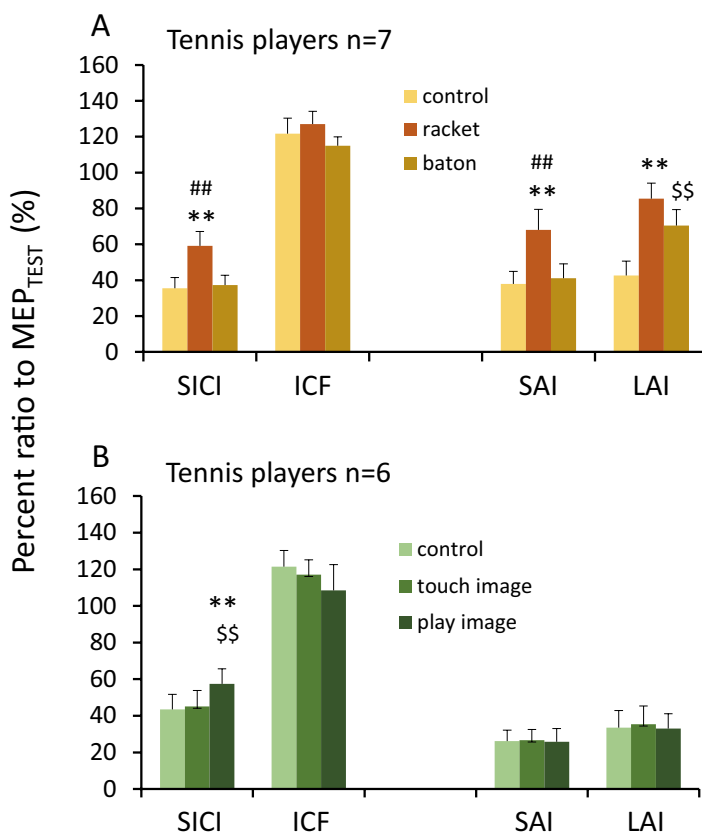 A
Tennis players n=7
Percent ratio to MEPTEST (%)
160
140
120
100
80
60
40
20
0
control
racket
baton
##
**
##
**
**
$$
SICI
ICF
SAI
LAI
B
Tennis players n=6
160
140
120
100
80
60
40
20
0
control
touch image
play image
**
$$
SICI
ICF
SAI
LAI